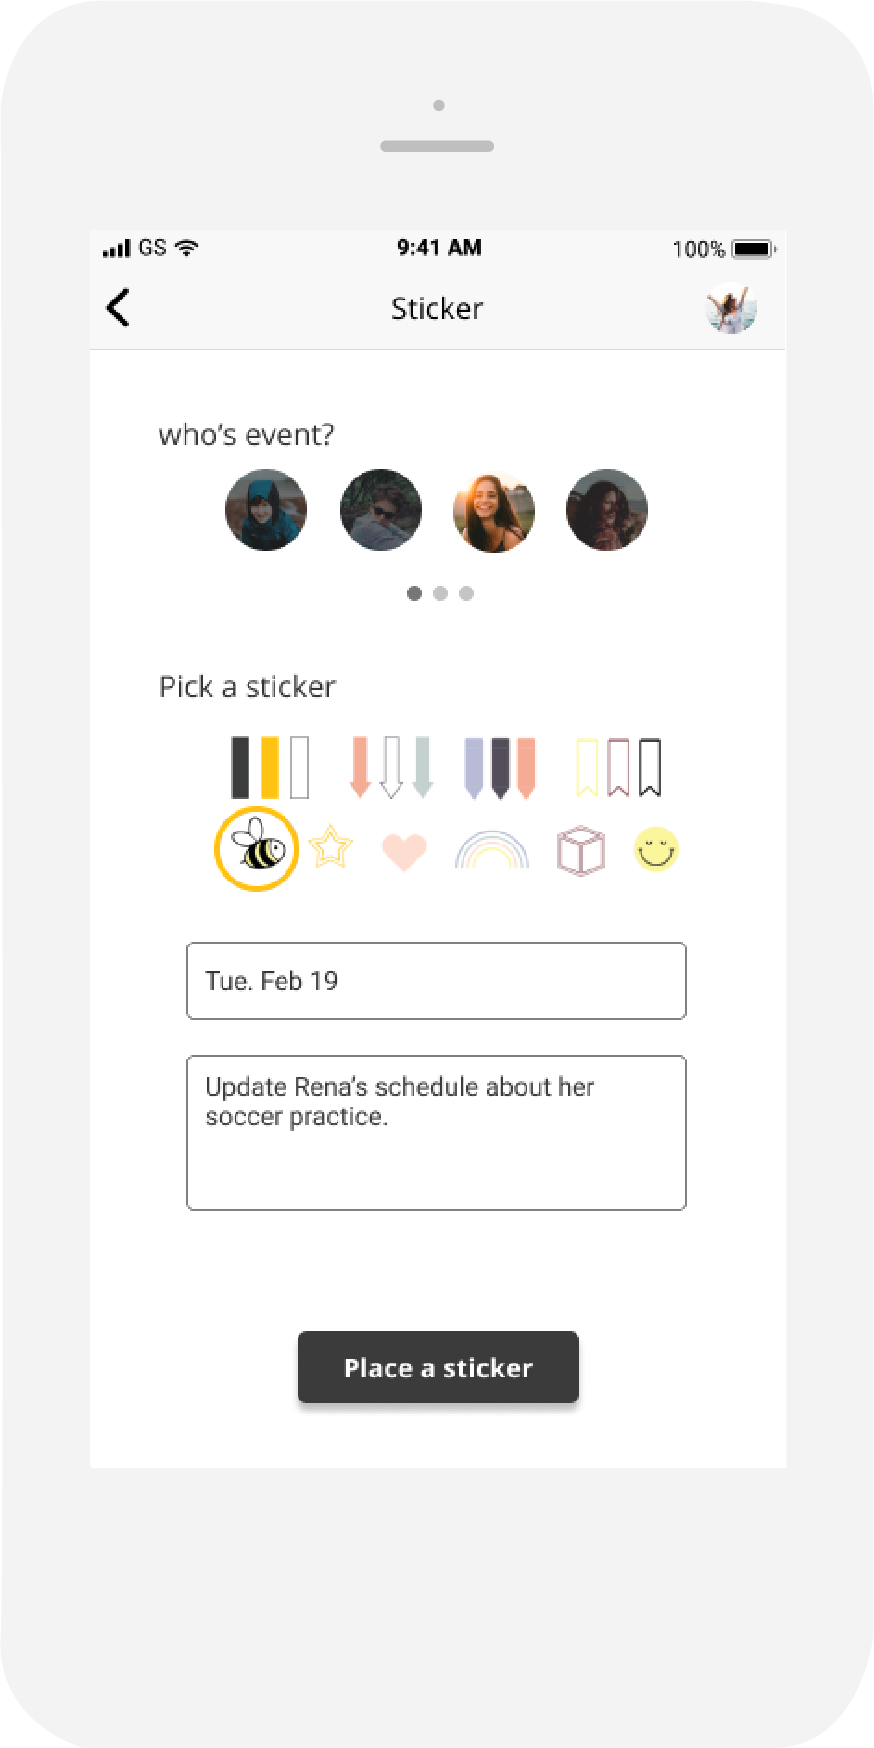 GS 9:41 AM 100%
Sticker
who's event?
Pick a sticker
Tue. Feb 19
Update Rena's schedule about her
soccer practice.
Place a sticker